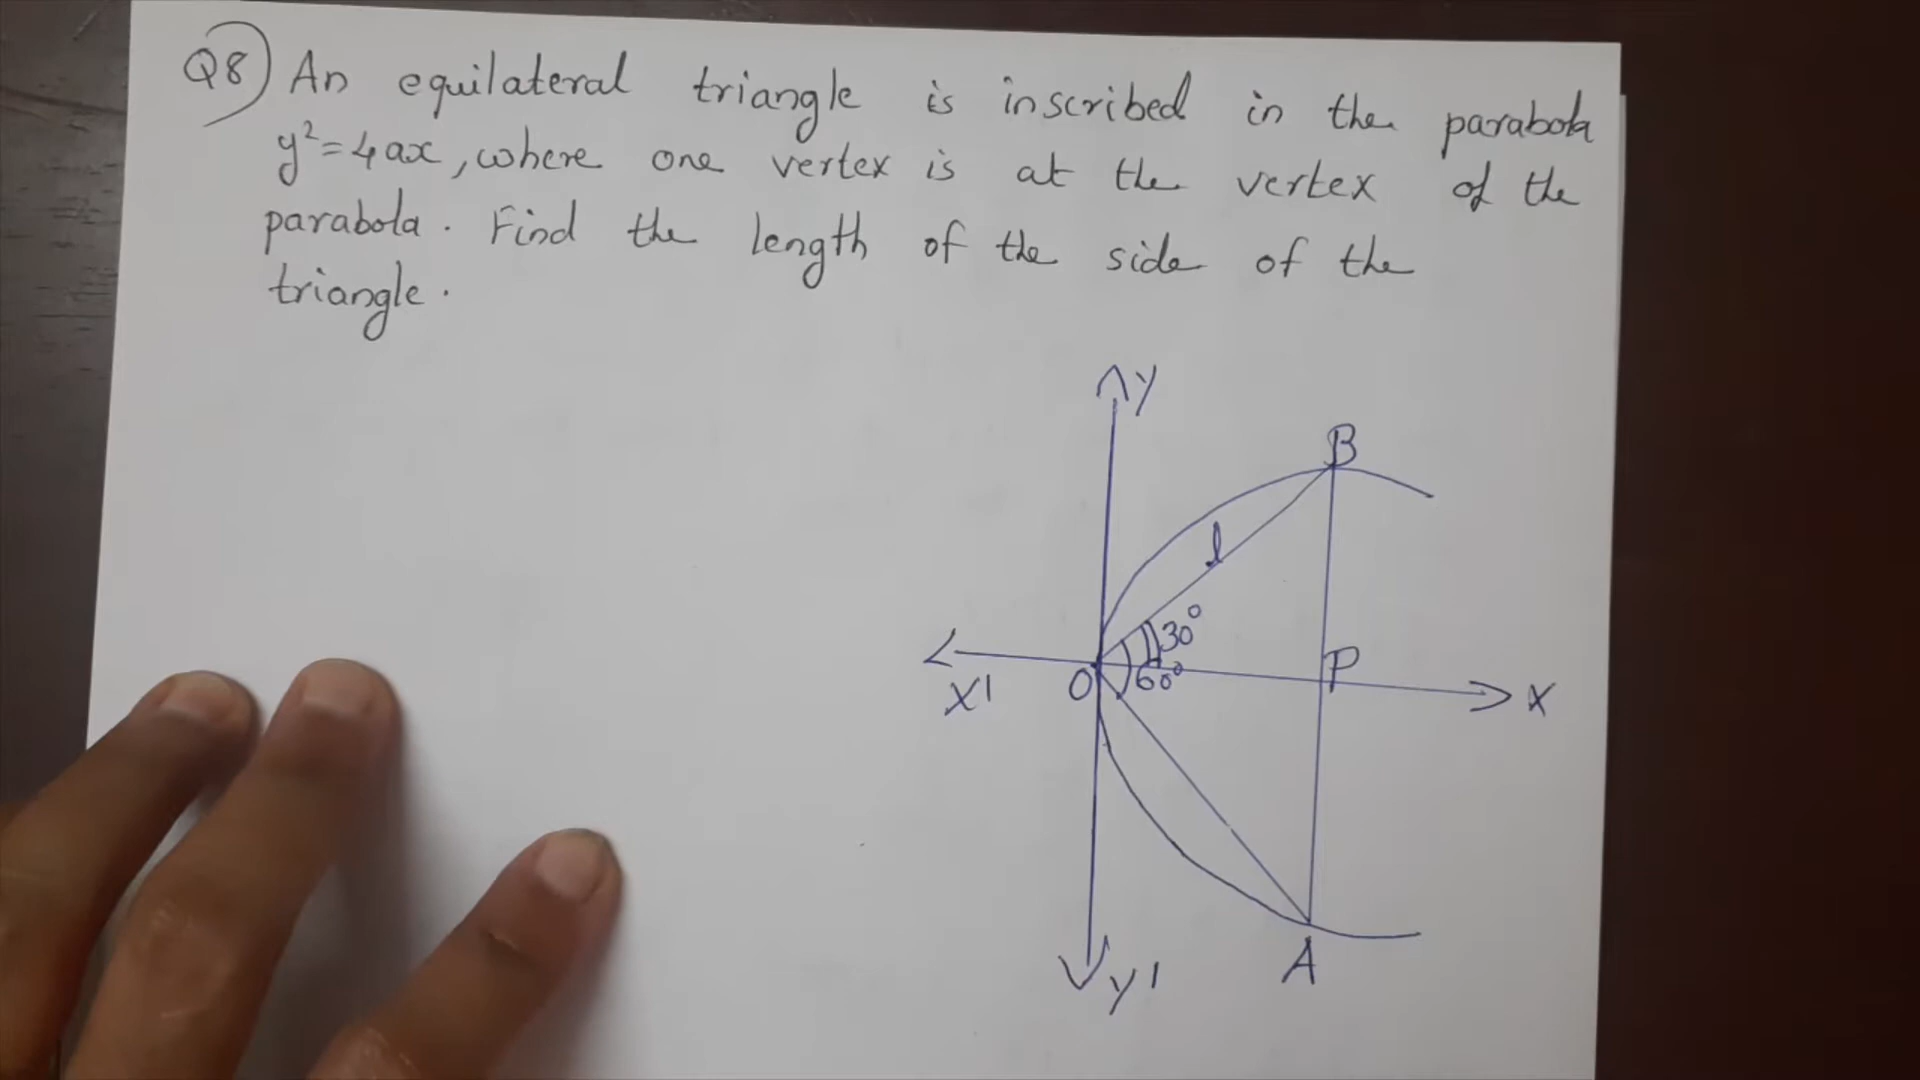 Q8) An equilateral triangle is inscribed in the parabola
y²=4ax, where one vertex is at the vertex of the
parabola. Find the length of the side of the
triangle.
Y
B
l
30°
P
O
60°
X'
X
A
Y'